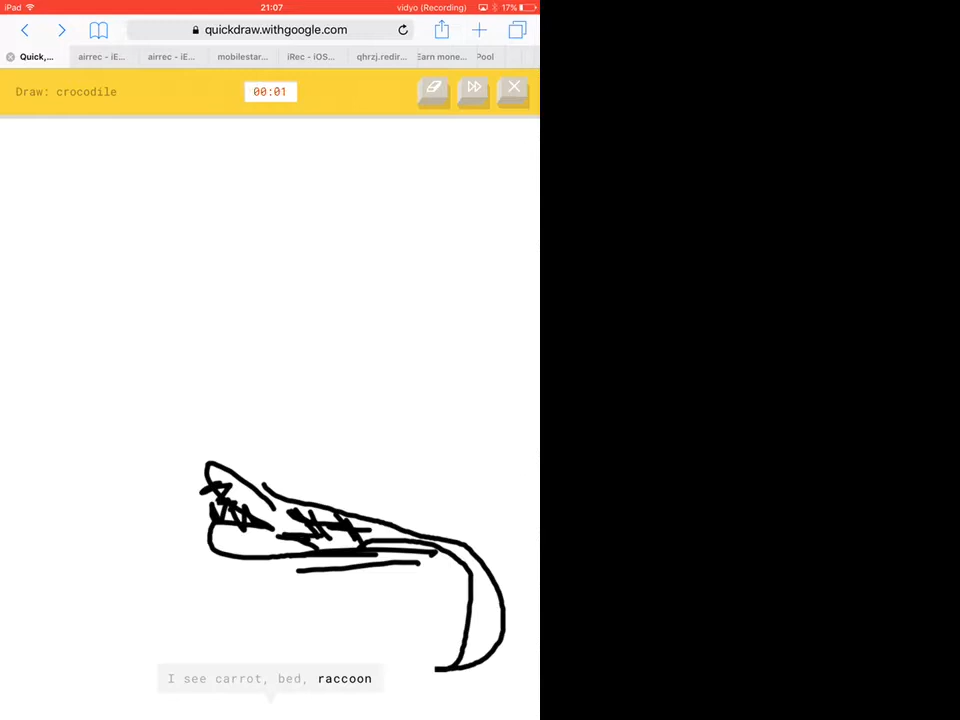 iPad 21:07 vidyo (Recording) 17%
quickdraw.withgoogle.com
Quick,... airrec - iE... airrec - iE... mobilestar... iRec - iOS... qhrzj.redir... Earn mone... Pool
Draw: crocodile 00:01
I see carrot, bed, raccoon